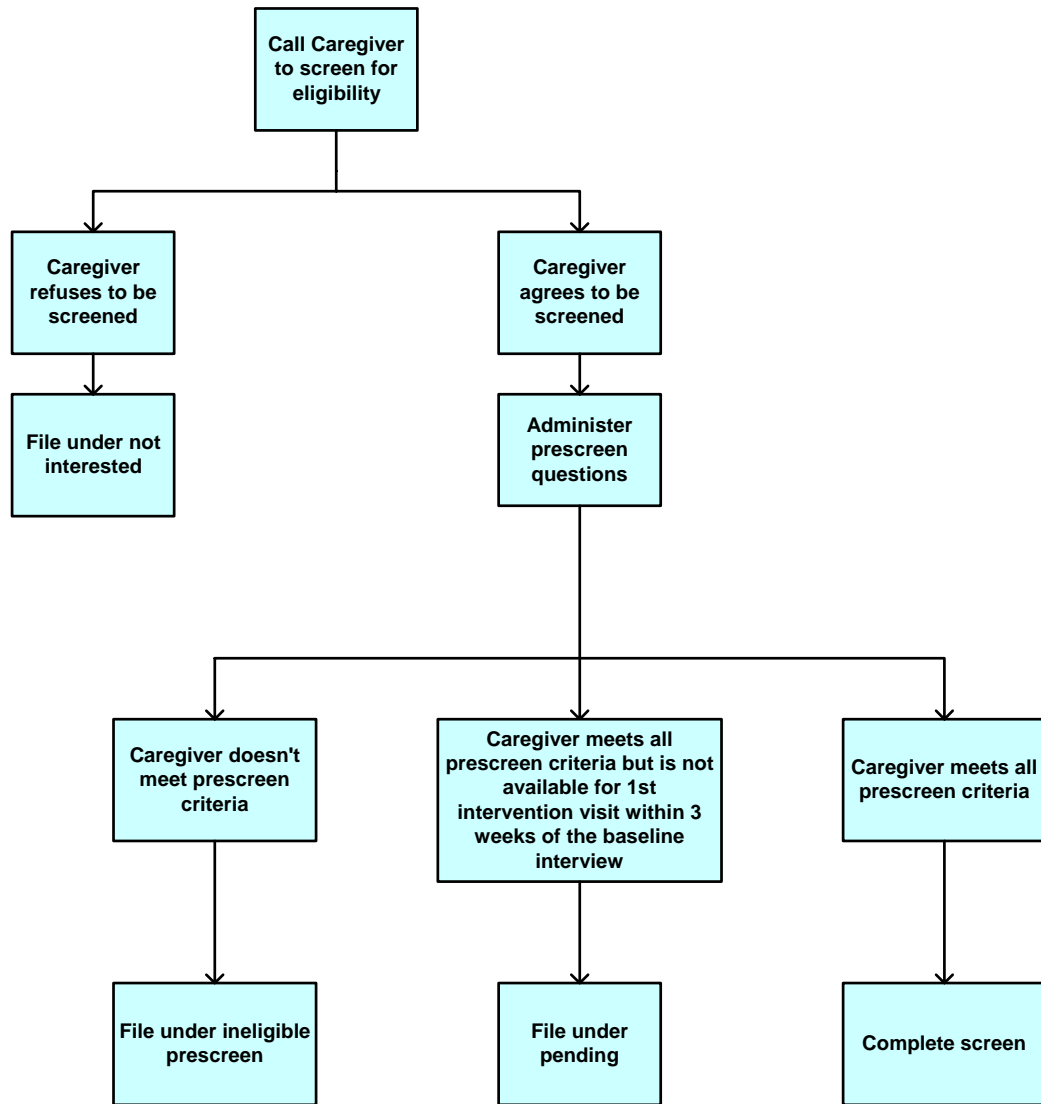 Call Caregiver
to screen for
eligibility
Caregiver
refuses to be
screened
Caregiver
agrees to be
screened
File under not
interested
Administer
prescreen
questions
Caregiver doesn't
meet prescreen
criteria
Caregiver meets all
prescreen criteria but is not
available for 1st
intervention visit within 3
weeks of the baseline
interview
Caregiver meets all
prescreen criteria
File under ineligible
prescreen
File under
pending
Complete screen